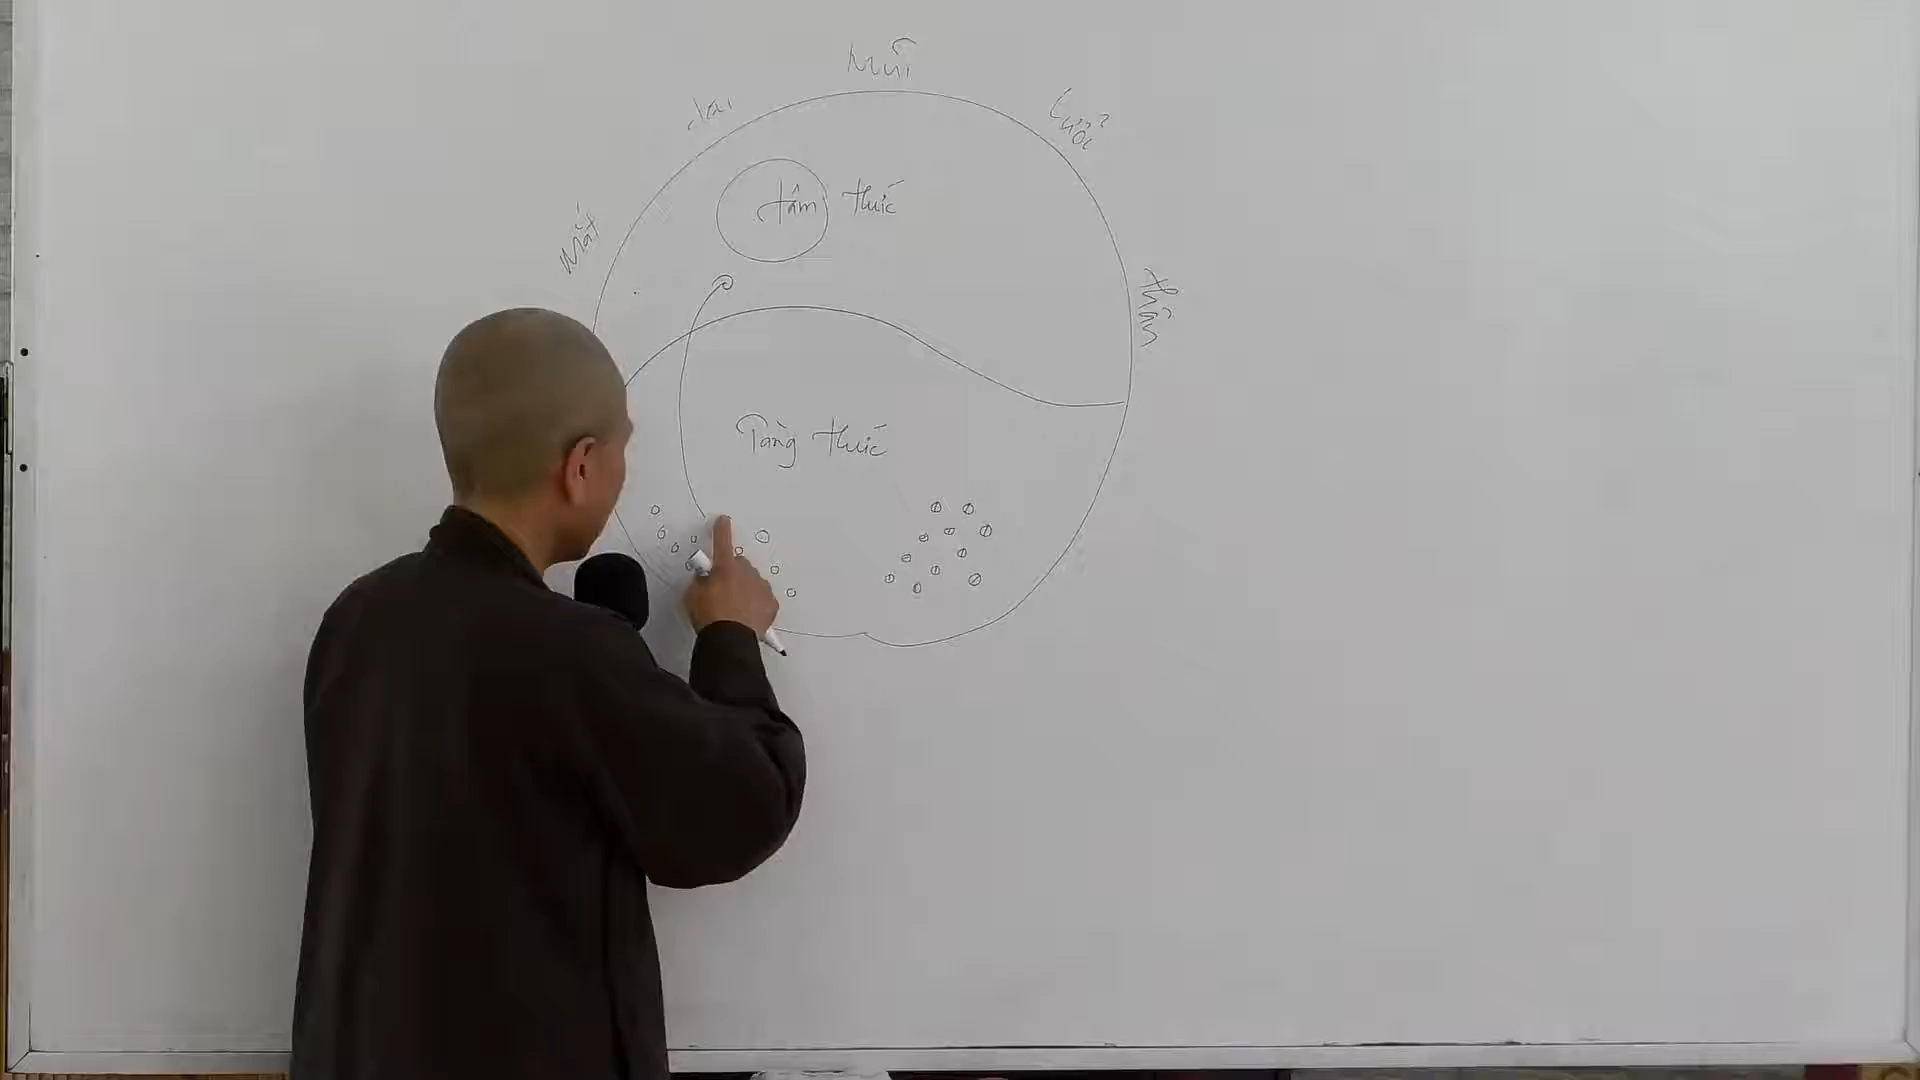 Mũi
Tai
Lưỡi
Mắt
Tâm thức
Thân
Tàng thức